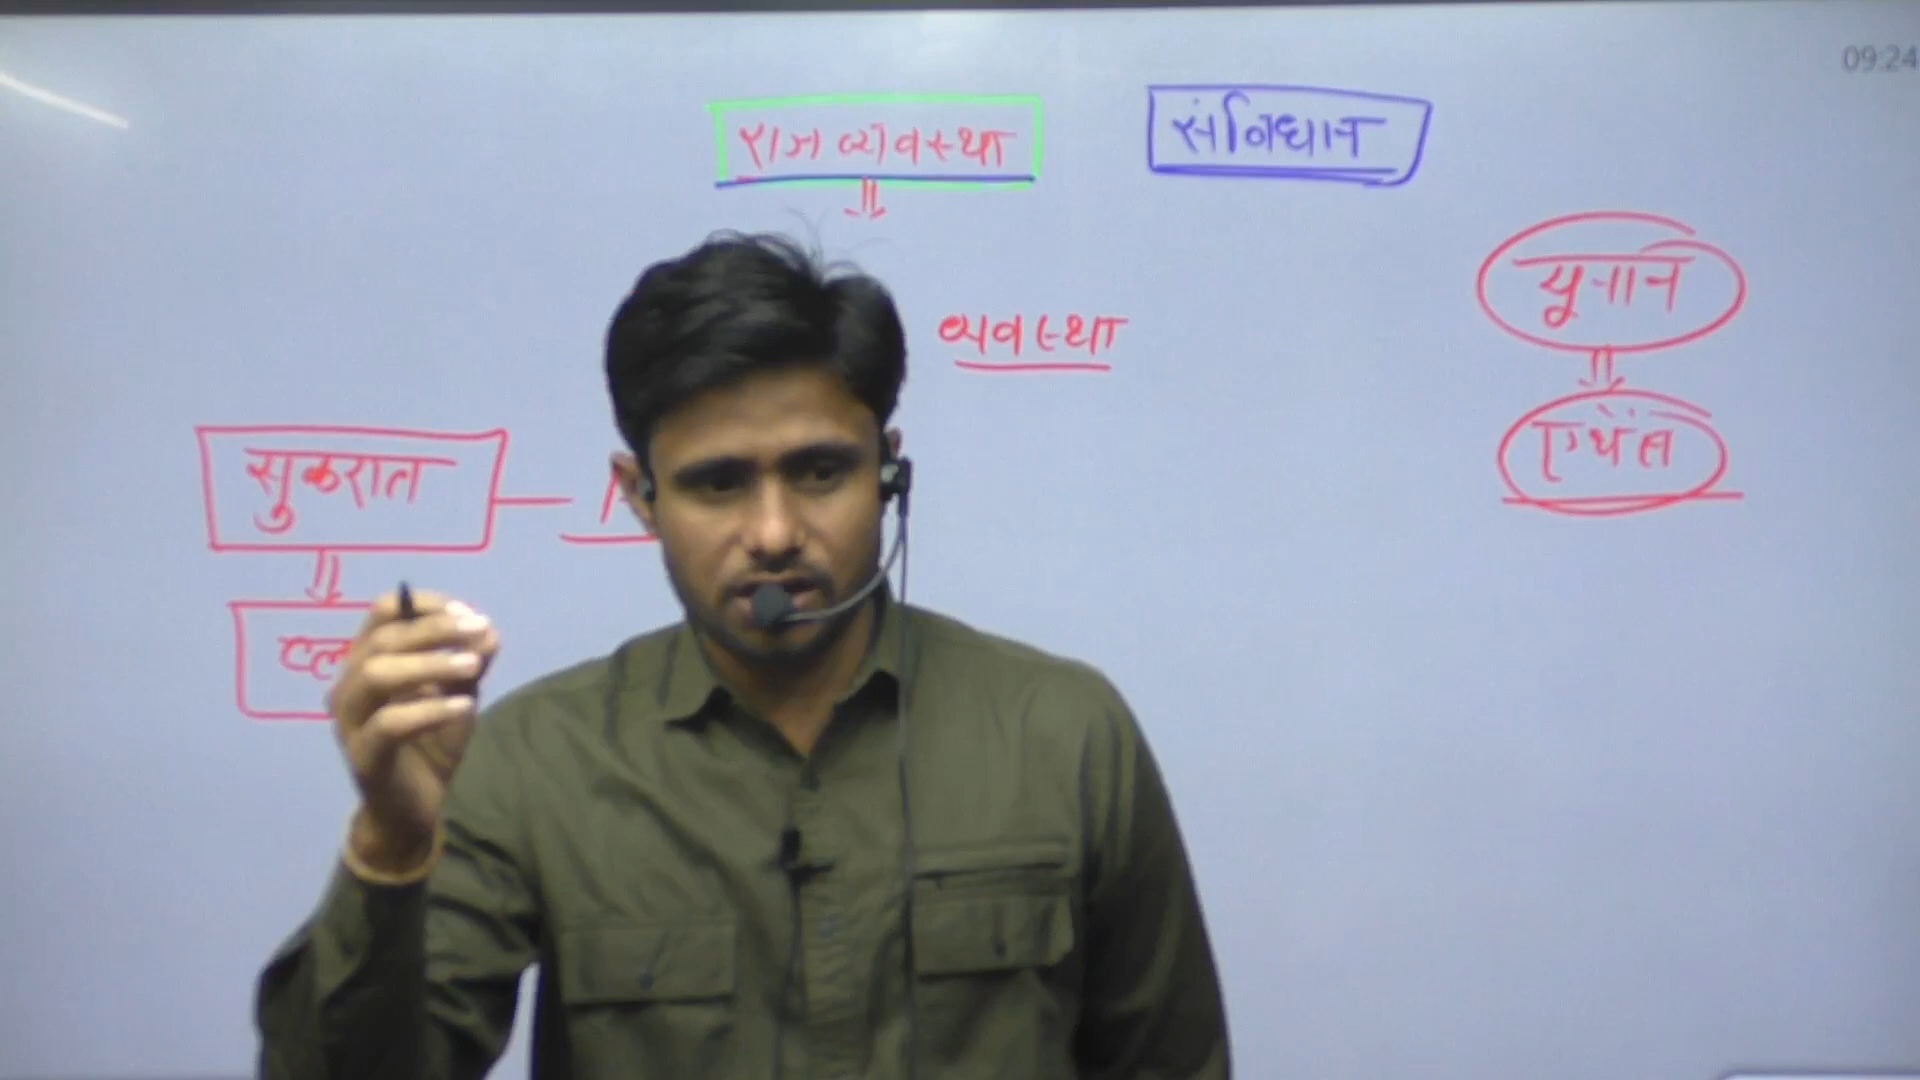 09:24
राजव्यवस्था
संविधान
यूनान
व्यवस्था
एथेंस
सुकरात